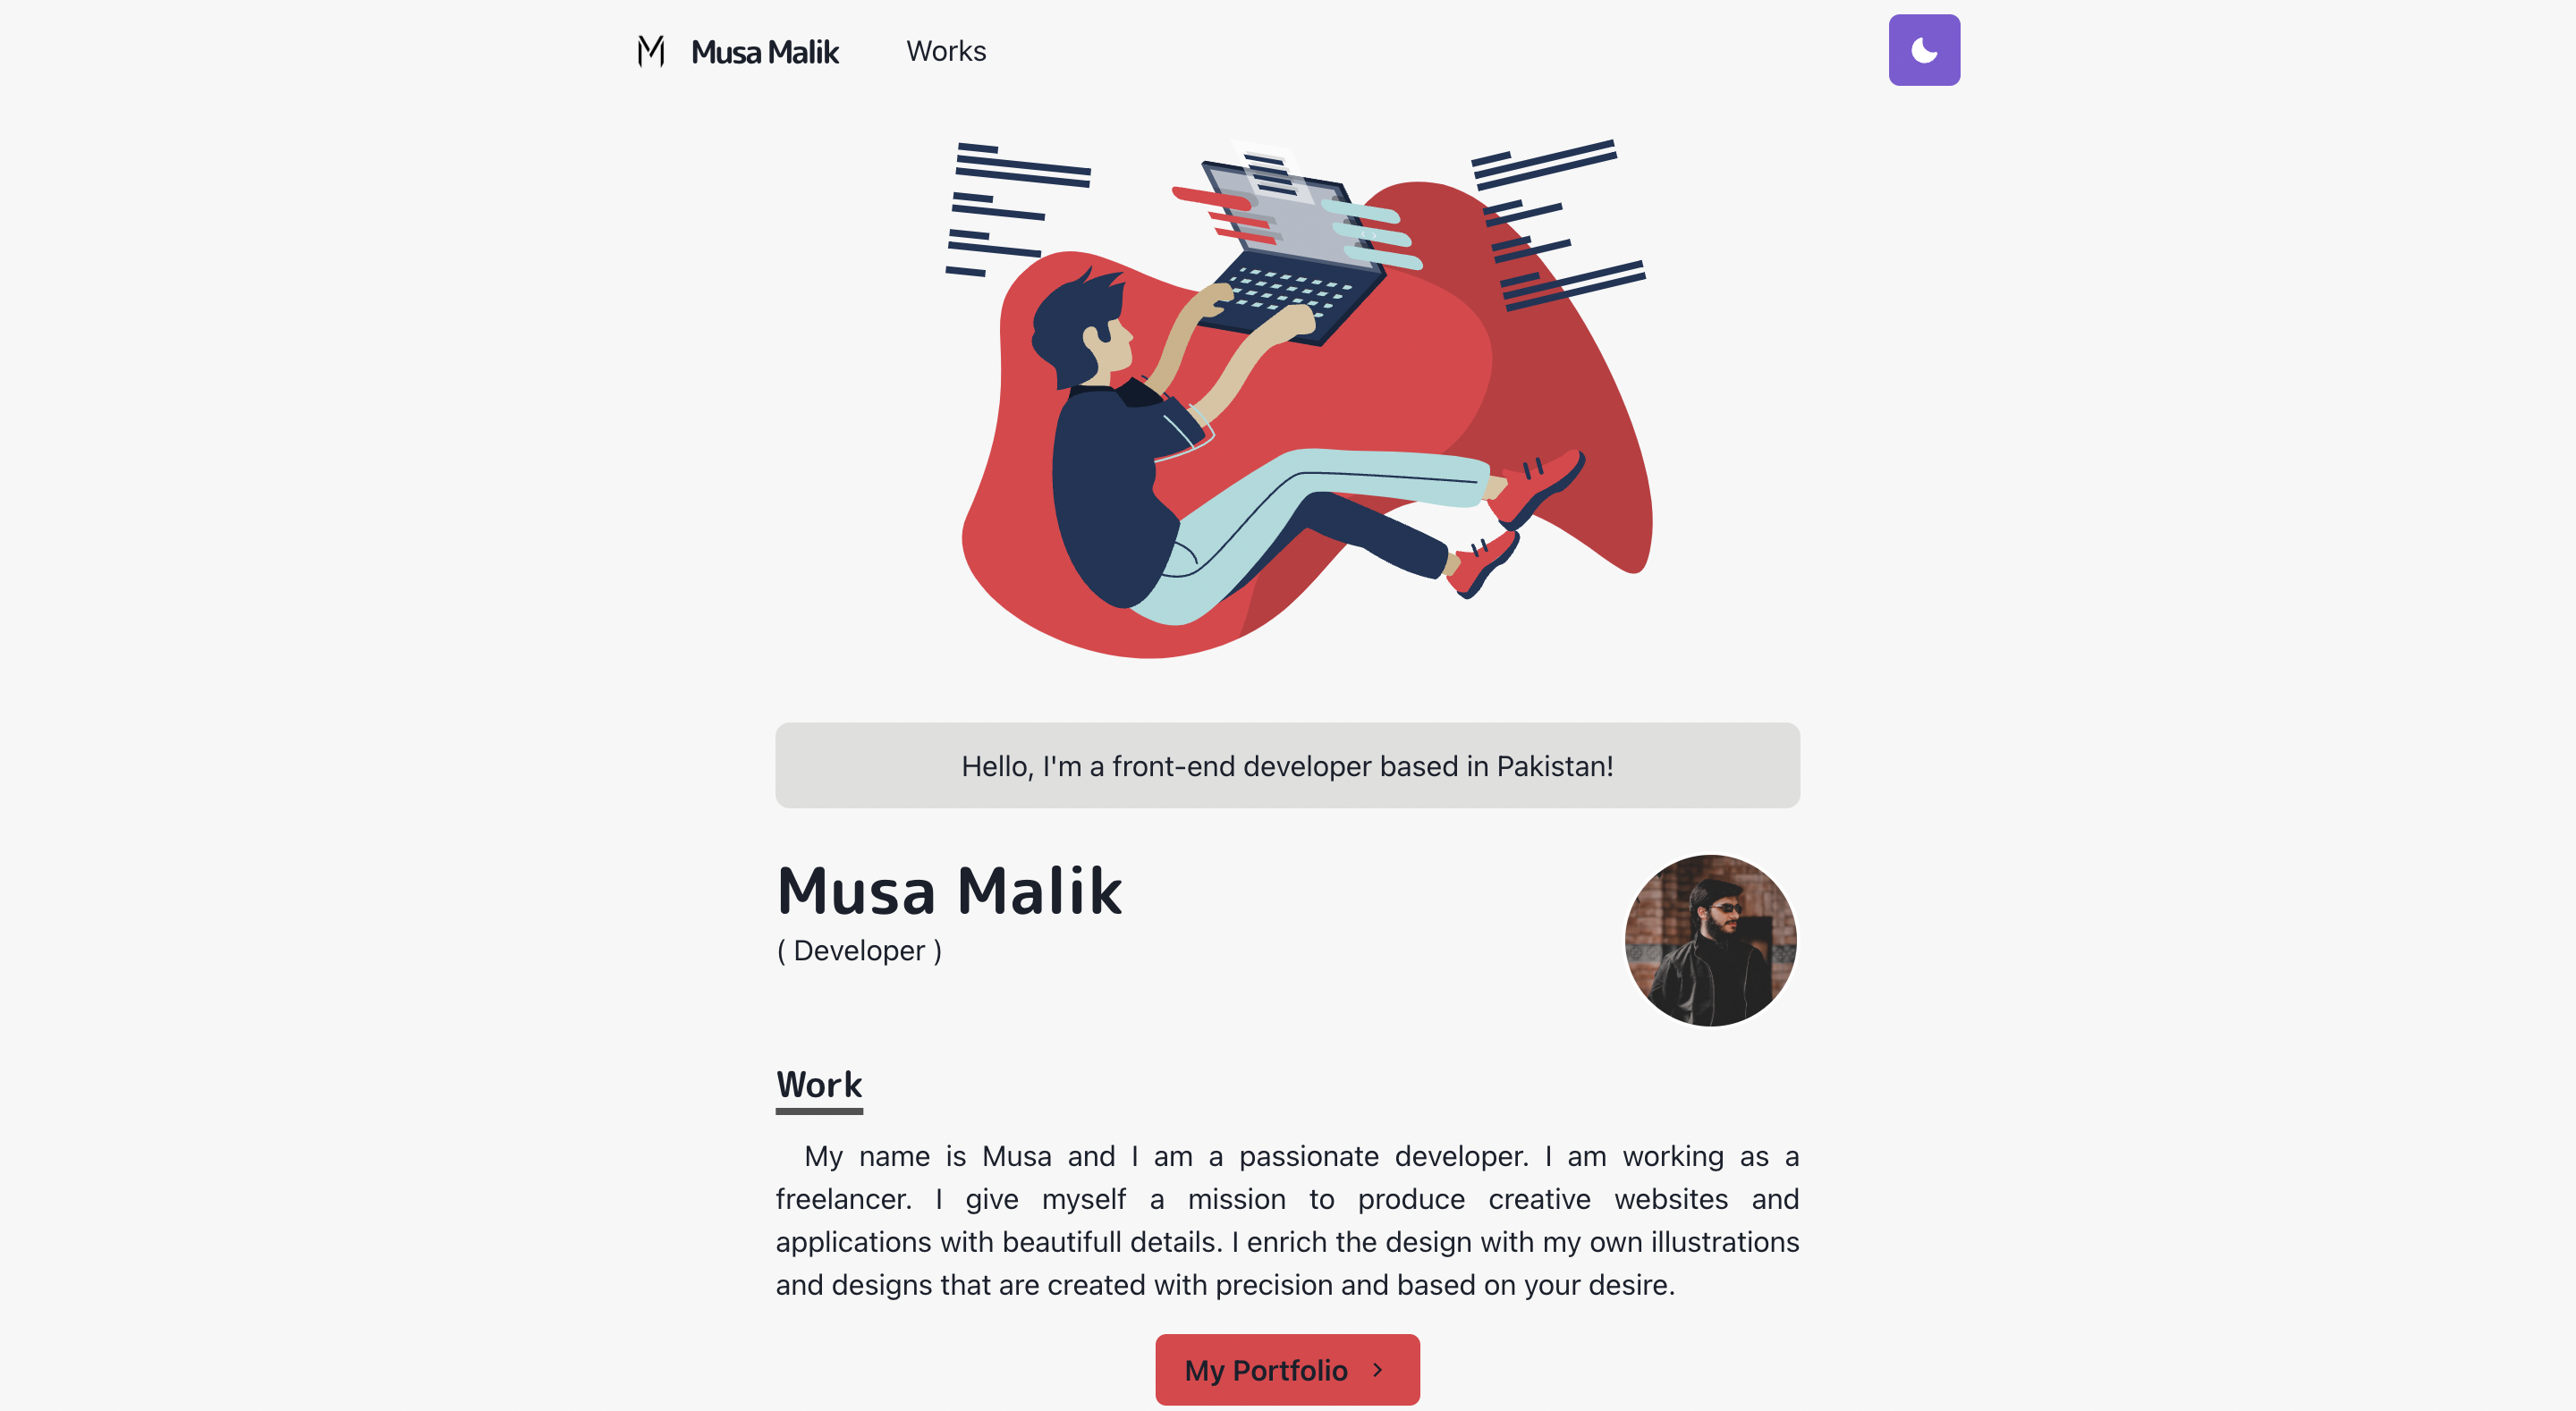 Musa Malik Works
Hello, I'm a front-end developer based in Pakistan!
Musa Malik
( Developer )
Work
My name is Musa and I am a passionate developer. I am working as a
freelancer. I give myself a mission to produce creative websites and
applications with beautifull details. I enrich the design with my own illustrations
and designs that are created with precision and based on your desire.
My Portfolio